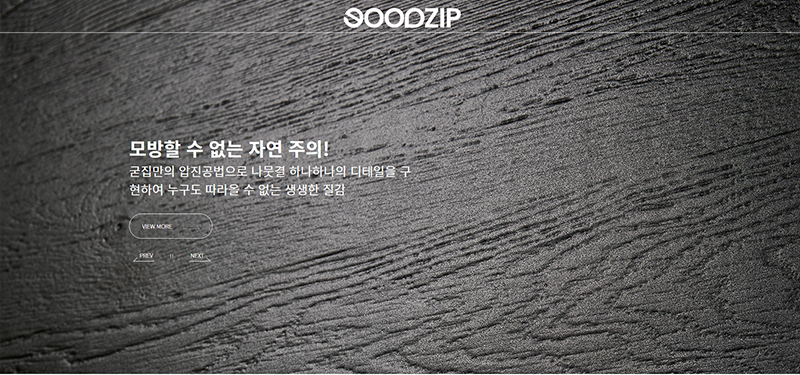 GOODZIP
모방할 수 없는 자연 주의!
굳집만의 압진공법으로 나뭇결 하나하나의 디테일을 구
현하여 누구도 따라올 수 없는 생생한 질감
VIEW MORE
PREV II NEXT